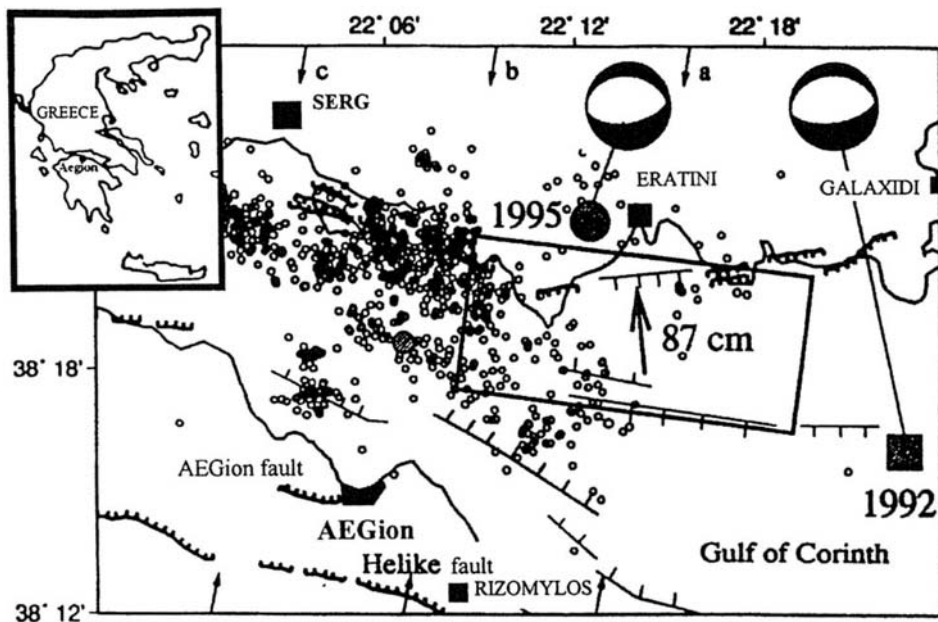 22° 06' 22° 12' 22° 18'
c b a
GREECE
Aegion
SERG
ERATINI
GALAXIDI
1995
87 cm
38° 18'
AEGion fault
1992
AEGion
Gulf of Corinth
Helike fault
RIZOMYLOS
38° 12'